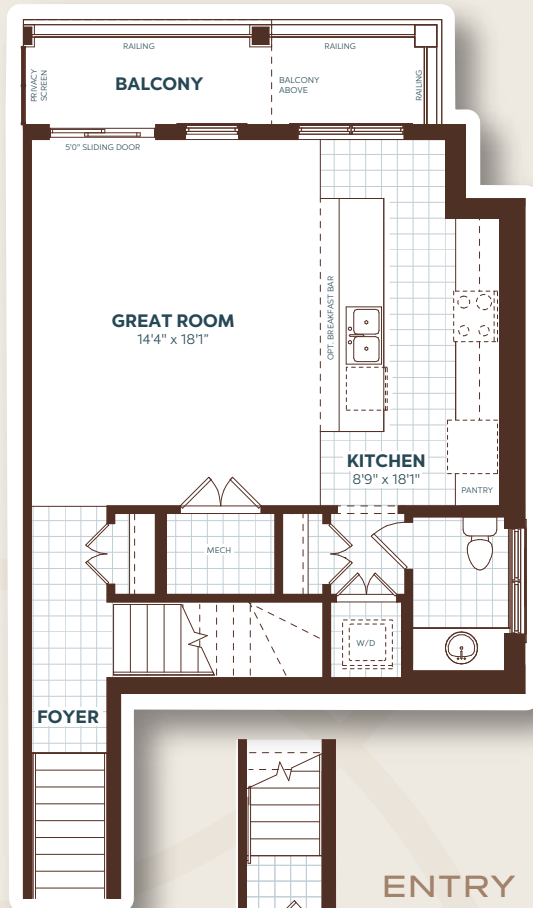 RAILING
RAILING
PRIVACY
SCREEN
BALCONY
BALCONY
ABOVE
RAILING
5'0" SLIDING DOOR
GREAT ROOM
14'4" x 18'1"
OPT. BREAKFAST BAR
KITCHEN
8'9" x 18'1"
PANTRY
MECH
W/D
FOYER
ENTRY